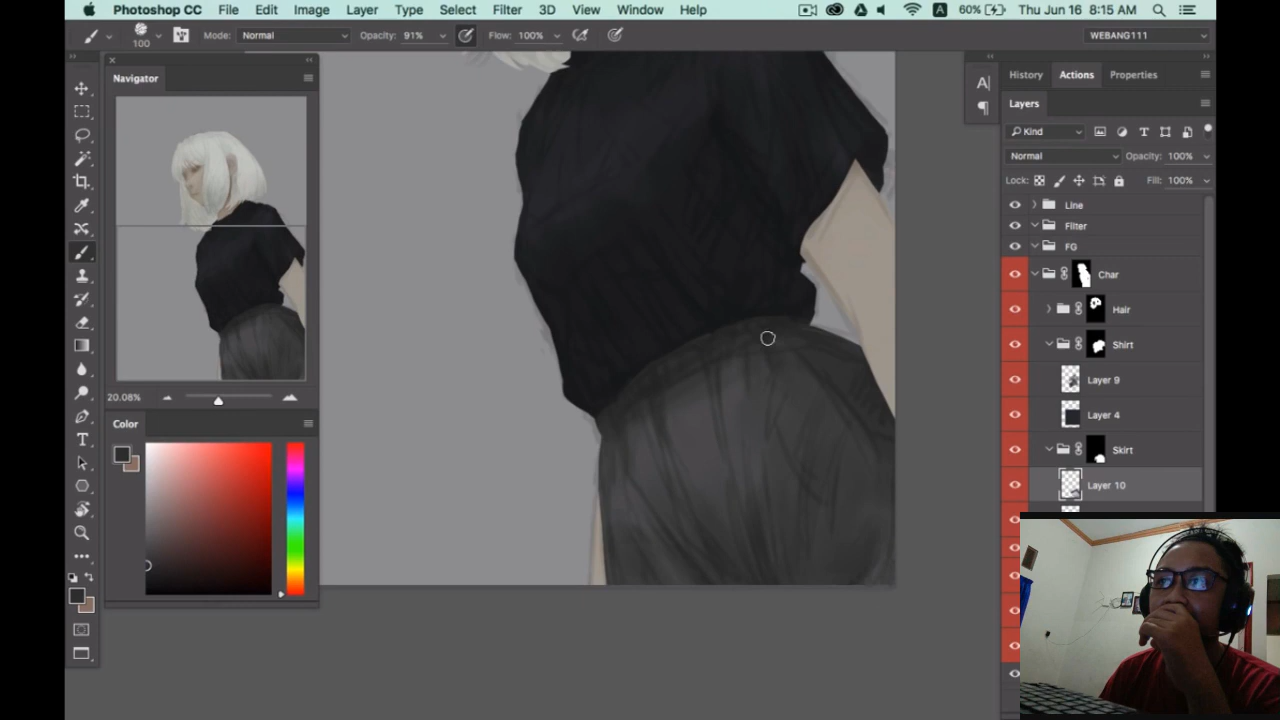 Photoshop CC File Edit Image Layer Type Select Filter 3D View Window Help A 60% Thu Jun 16 8:15 AM
100 Mode: Normal Opacity: 91% Flow: 100% WEBANG111
Navigator
20.08%
Color
History Actions Properties
Layers
Kind
Normal Opacity: 100%
Lock: Fill: 100%
Line
Filter
FG
Char
Hair
Shirt
Layer 9
Layer 4
Skirt
Layer 10